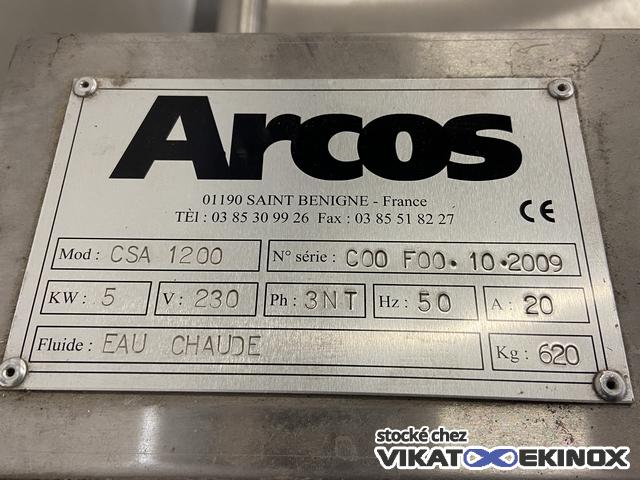 Arcos
01190 SAINT BENIGNE - France
TÈl : 03 85 30 99 26 Fax : 03 85 51 82 27
CE
Mod : CSA 1200 N° série : C00 F00.10.2009
KW : 5 V : 230 Ph : 3NT Hz : 50 A : 20
Fluide : EAU CHAUDE Kg : 620
stocké chez
VIKAT EKINOX